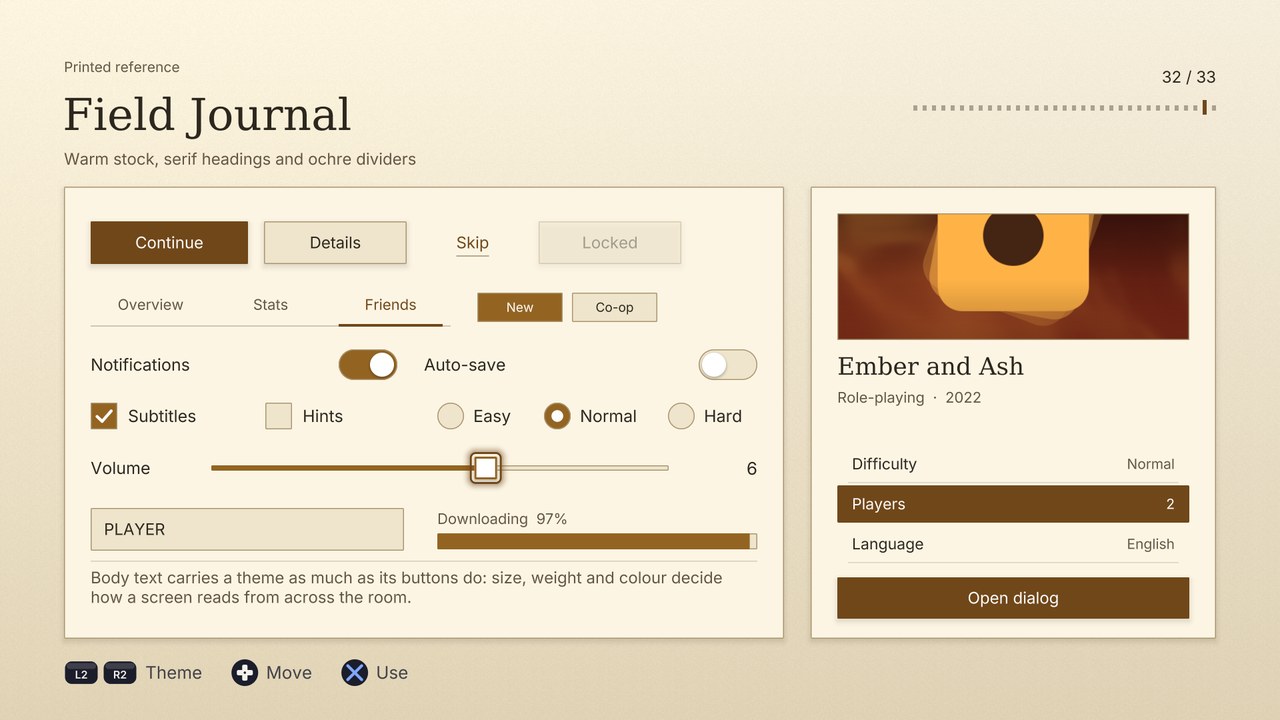 Printed reference
Field Journal
Warm stock, serif headings and ochre dividers
32 / 33
Continue
Details
Skip
Locked
Overview
Stats
Friends
New
Co-op
Notifications
Auto-save
Subtitles
Hints
Easy
Normal
Hard
Volume
6
PLAYER
Downloading 97%
Body text carries a theme as much as its buttons do: size, weight and colour decide
how a screen reads from across the room.
Ember and Ash
Role-playing · 2022
Difficulty Normal
Players 2
Language English
Open dialog
L2 R2 Theme Move Use